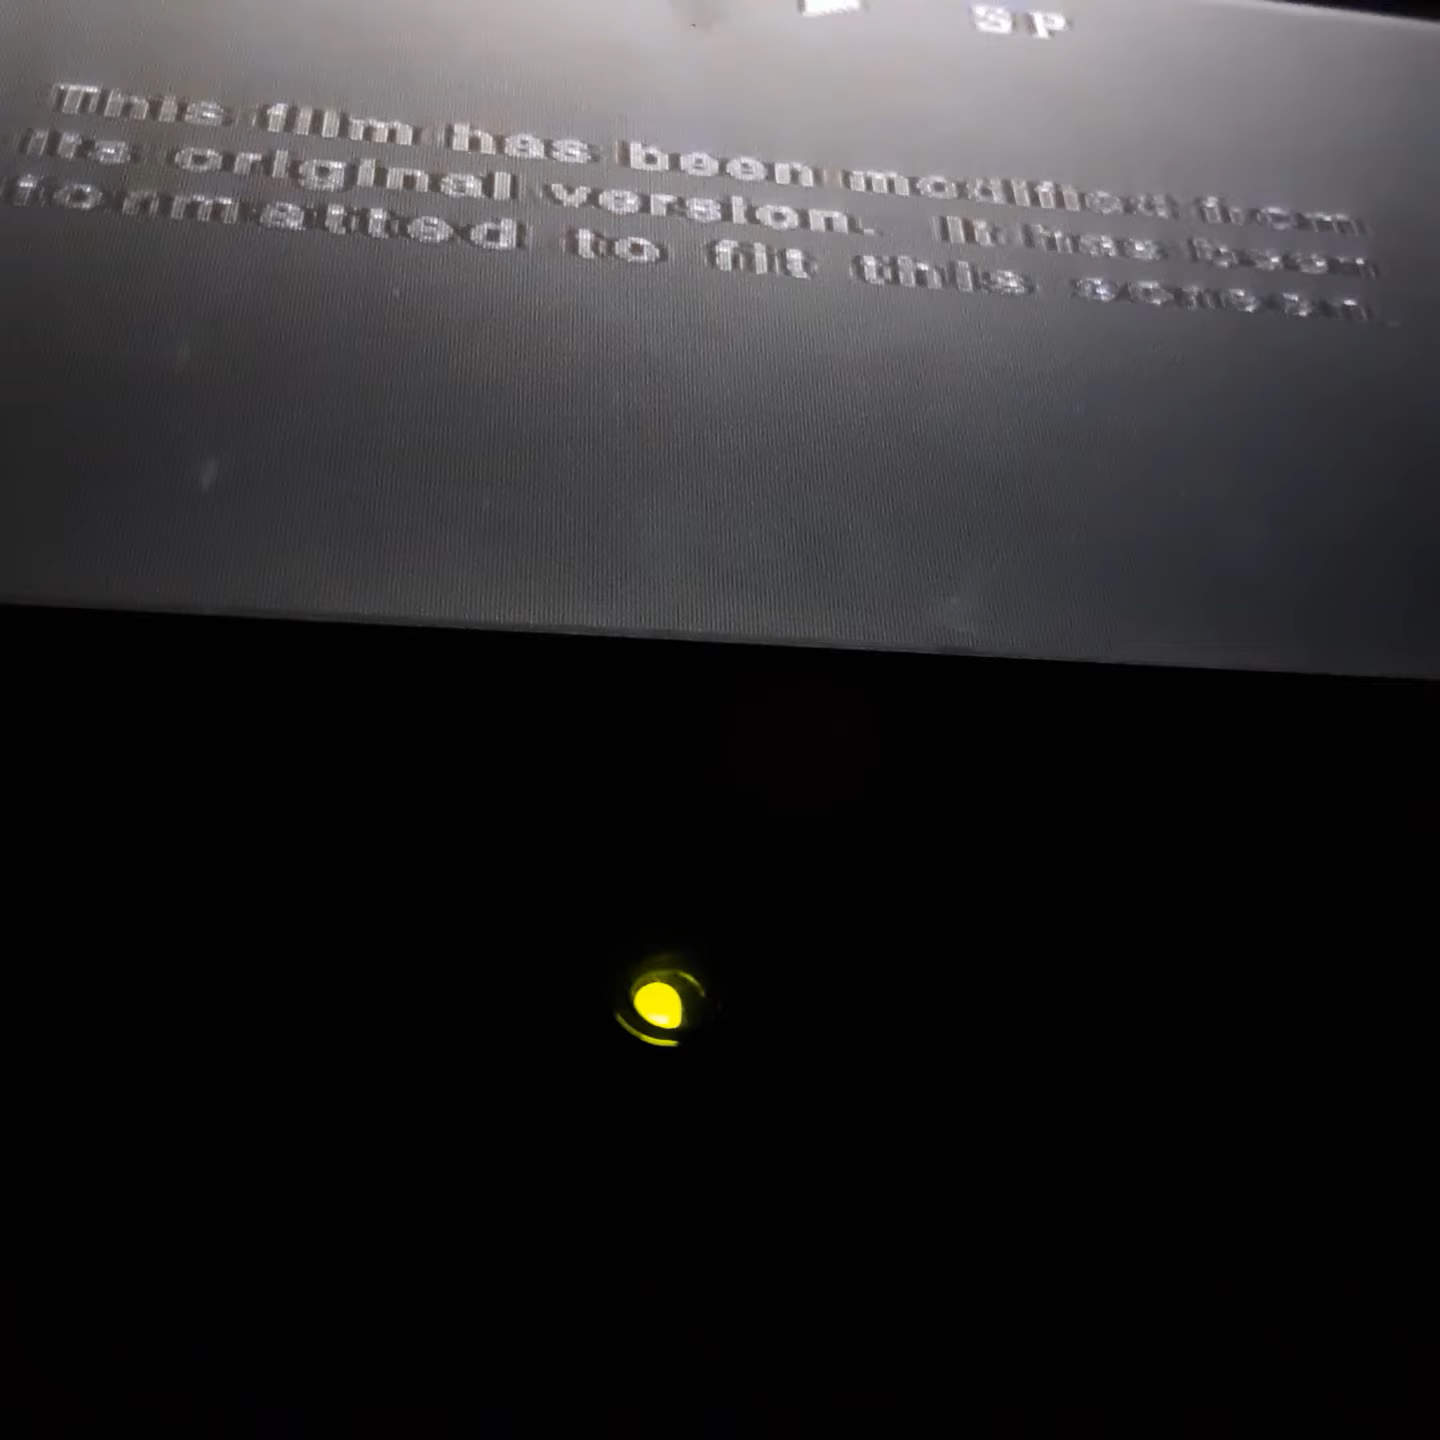 SP
This film has been modified from
its original version. It has been
formatted to fit this screen.